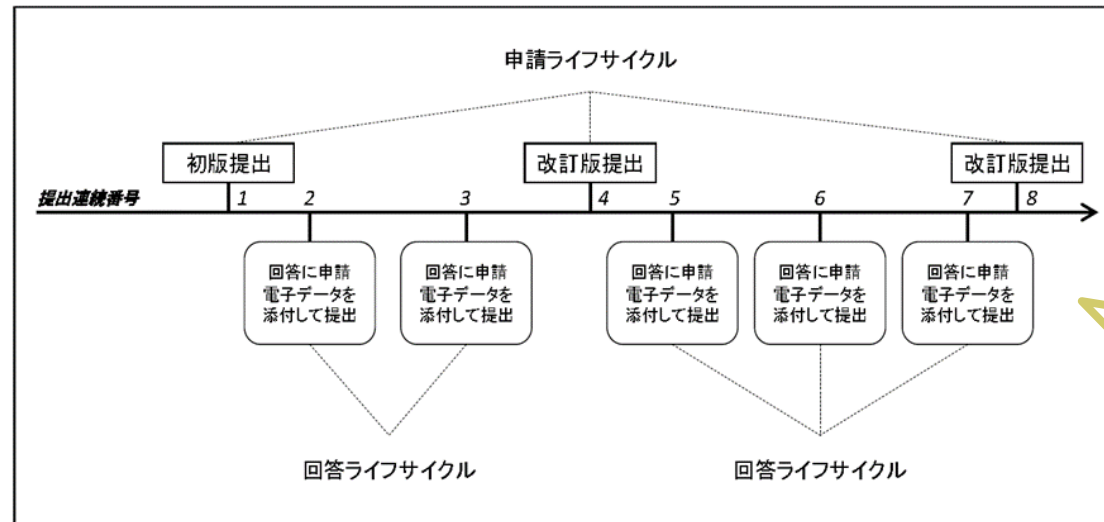 申請ライフサイクル
初版提出
改訂版提出
改訂版提出
提出連続番号
1
2
3
4
5
6
7
8
回答に申請
電子データを
添付して提出
回答に申請
電子データを
添付して提出
回答に申請
電子データを
添付して提出
回答に申請
電子データを
添付して提出
回答に申請
電子データを
添付して提出
回答ライフサイクル
回答ライフサイクル